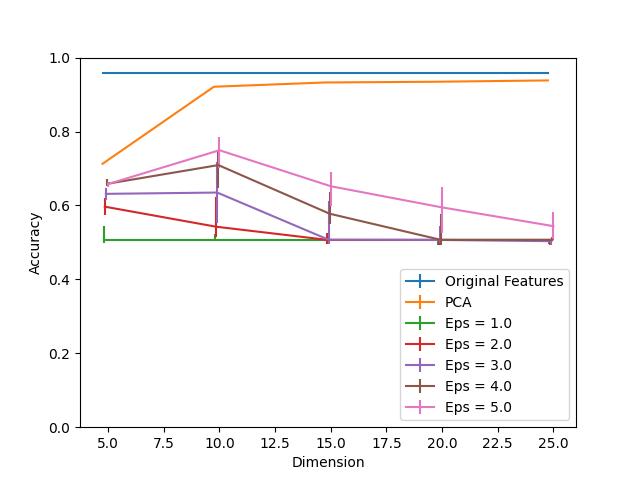 1.0
0.8
0.6
0.4
0.2
0.0
Accuracy
Original Features
PCA
Eps = 1.0
Eps = 2.0
Eps = 3.0
Eps = 4.0
Eps = 5.0
5.0 7.5 10.0 12.5 15.0 17.5 20.0 22.5 25.0
Dimension